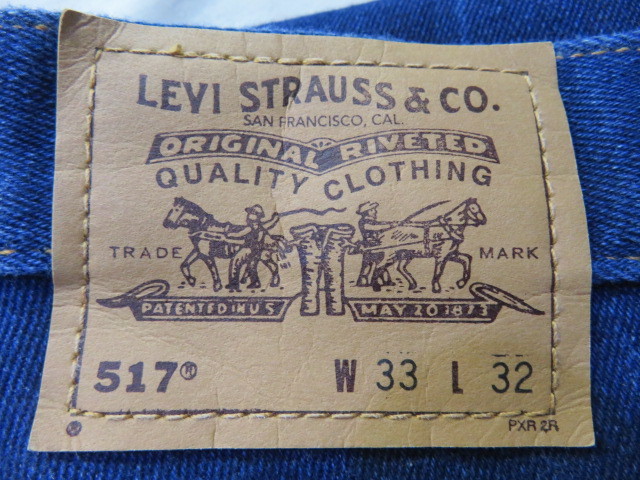 LEVI STRAUSS & CO.
SAN FRANCISCO, CAL.
ORIGINAL RIVETED
QUALITY CLOTHING
TRADE MARK
PATENTED IN U S MAY 20 1873
517® W 33 L 32
® PXR 2R